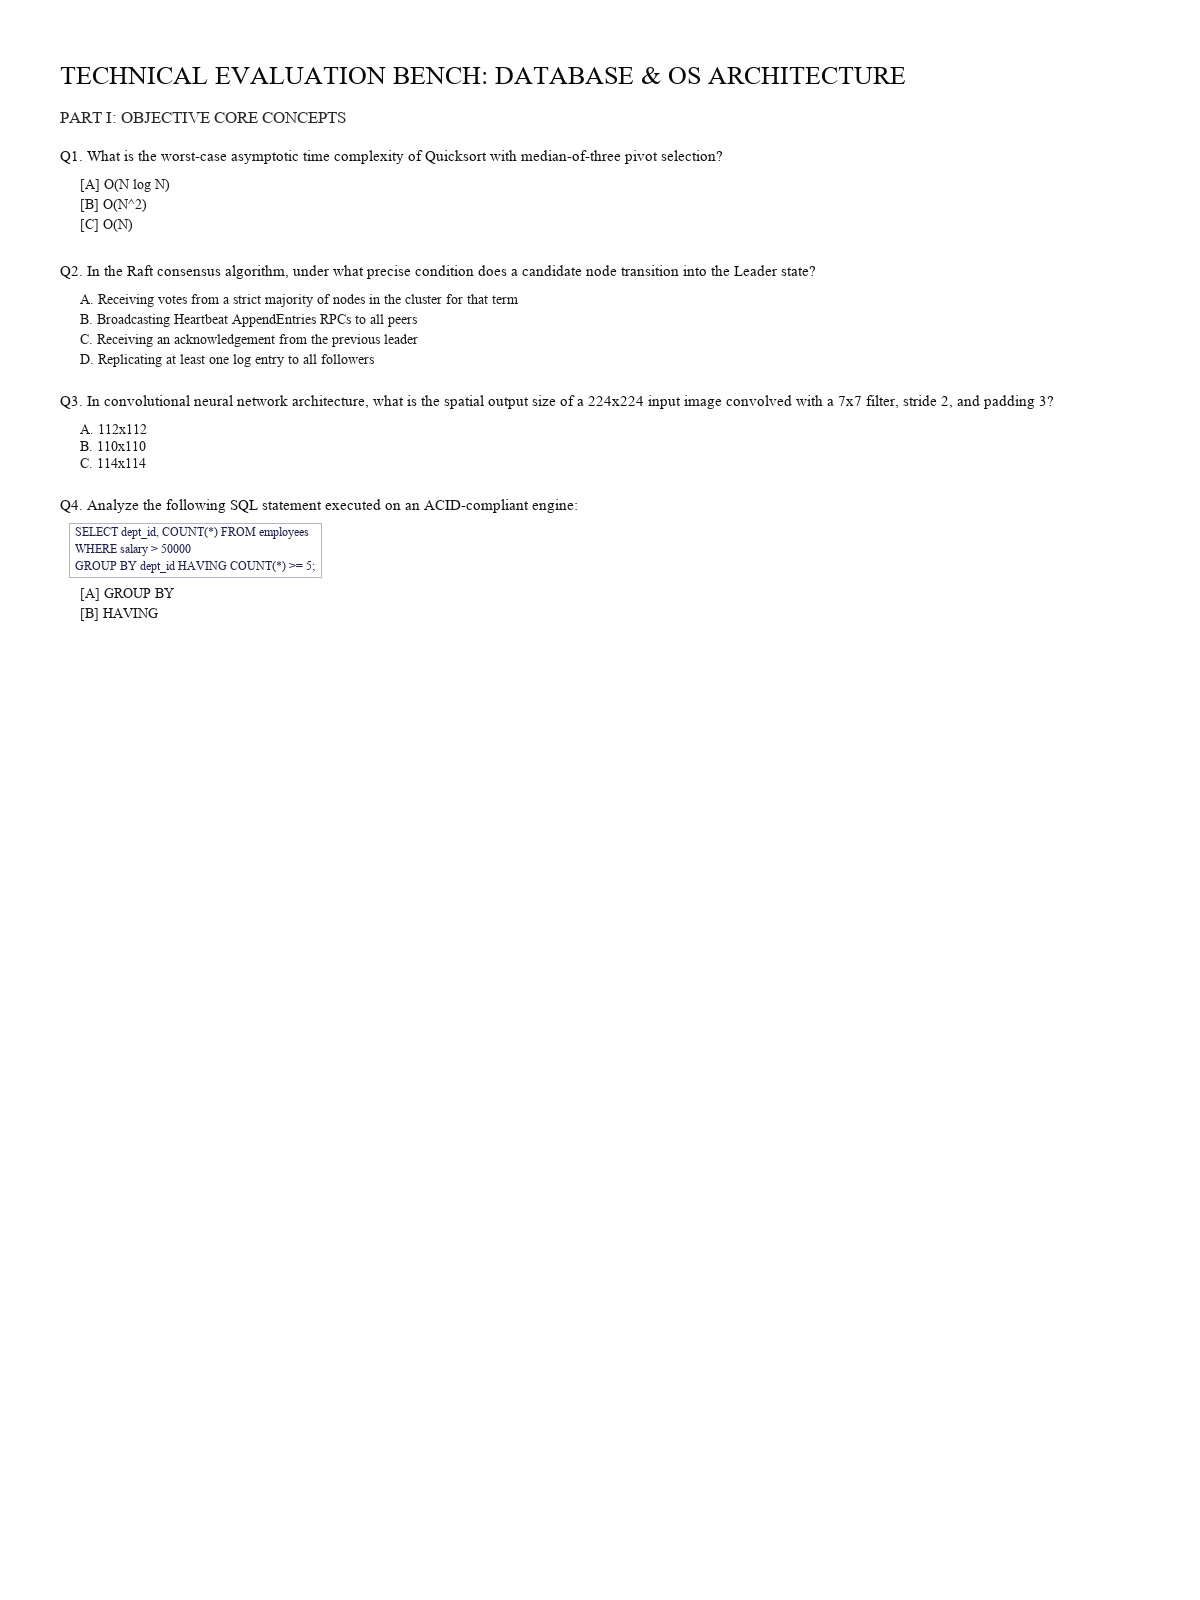 TECHNICAL EVALUATION BENCH: DATABASE & OS ARCHITECTURE
PART I: OBJECTIVE CORE CONCEPTS
Q1. What is the worst-case asymptotic time complexity of Quicksort with median-of-three pivot selection?
[A] O(N log N)
[B] O(N^2)
[C] O(N)
Q2. In the Raft consensus algorithm, under what precise condition does a candidate node transition into the Leader state?
A. Receiving votes from a strict majority of nodes in the cluster for that term
B. Broadcasting Heartbeat AppendEntries RPCs to all peers
C. Receiving an acknowledgement from the previous leader
D. Replicating at least one log entry to all followers
Q3. In convolutional neural network architecture, what is the spatial output size of a 224x224 input image convolved with a 7x7 filter, stride 2, and padding 3?
A. 112x112
B. 110x110
C. 114x114
Q4. Analyze the following SQL statement executed on an ACID-compliant engine:
SELECT dept_id, COUNT(*) FROM employees
WHERE salary > 50000
GROUP BY dept_id HAVING COUNT(*) >= 5;
[A] GROUP BY
[B] HAVING